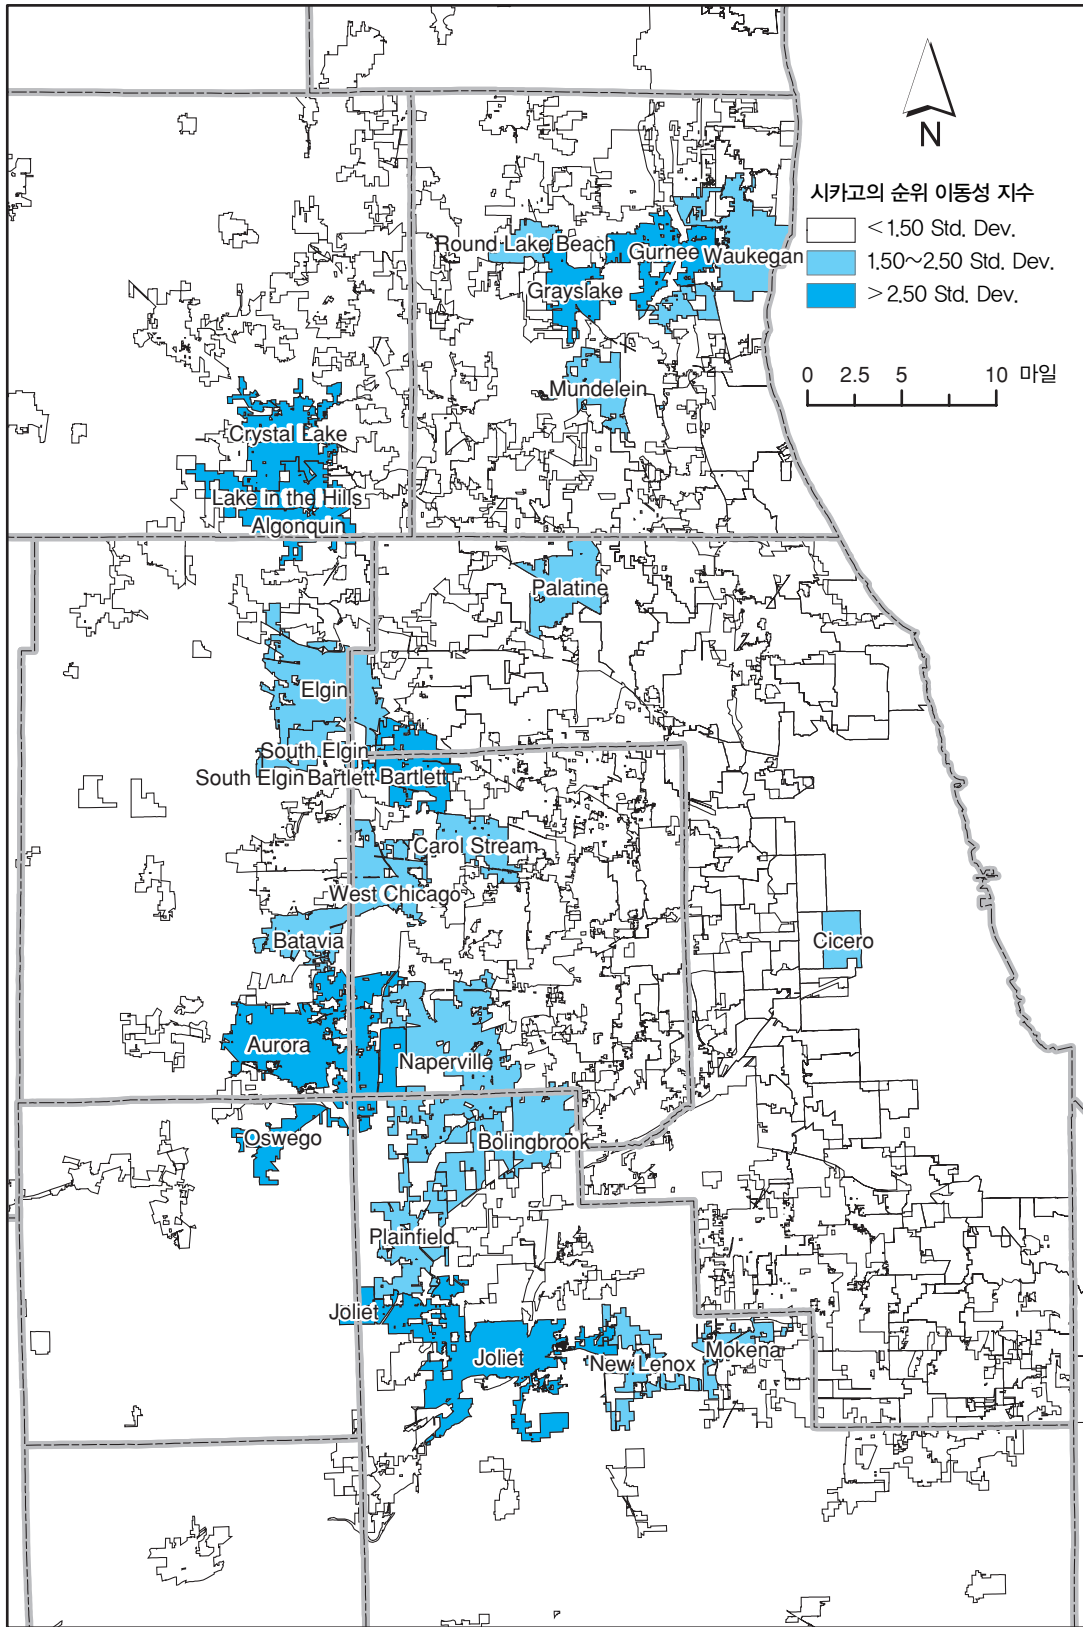 N
시카고의 순위 이동성 지수
<1.50 Std. Dev.
1.50~2.50 Std. Dev.
>2.50 Std. Dev.
0 2.5 5 10 마일
Round Lake Beach
Gurnee
Waukegan
Grayslake
Mundelein
Crystal Lake
Lake in the Hills
Algonquin
Palatine
Elgin
South Elgin
South Elgin
Bartlett
Bartlett
Carol Stream
West Chicago
Batavia
Cicero
Aurora
Naperville
Oswego
Bolingbrook
Plainfield
Joliet
Joliet
New Lenox
Mokena